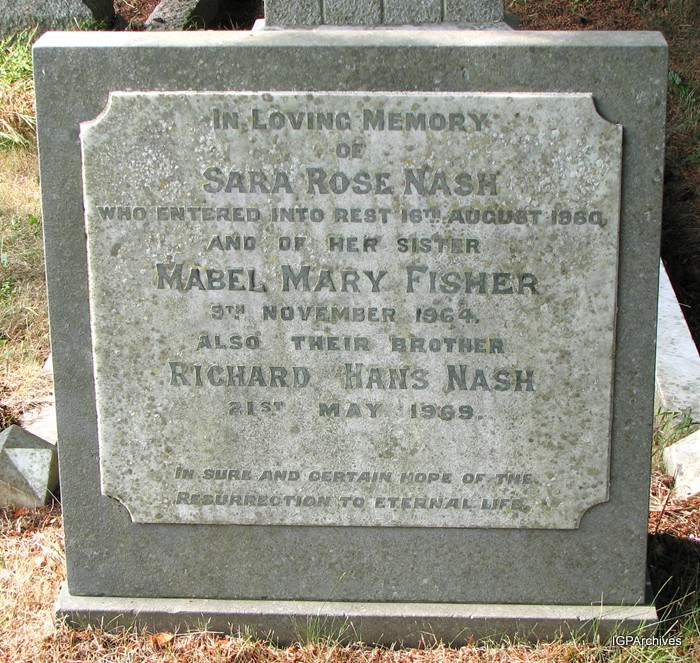 In Loving Memory
of
Sara Rose Nash
who entered into rest 16th August 1960,
and of her sister
Mabel Mary Fisher
9th November 1964.
also their brother
Richard Hans Nash
21st May 1969.
In sure and certain hope of the
Resurrection to eternal life.
IGPArchives